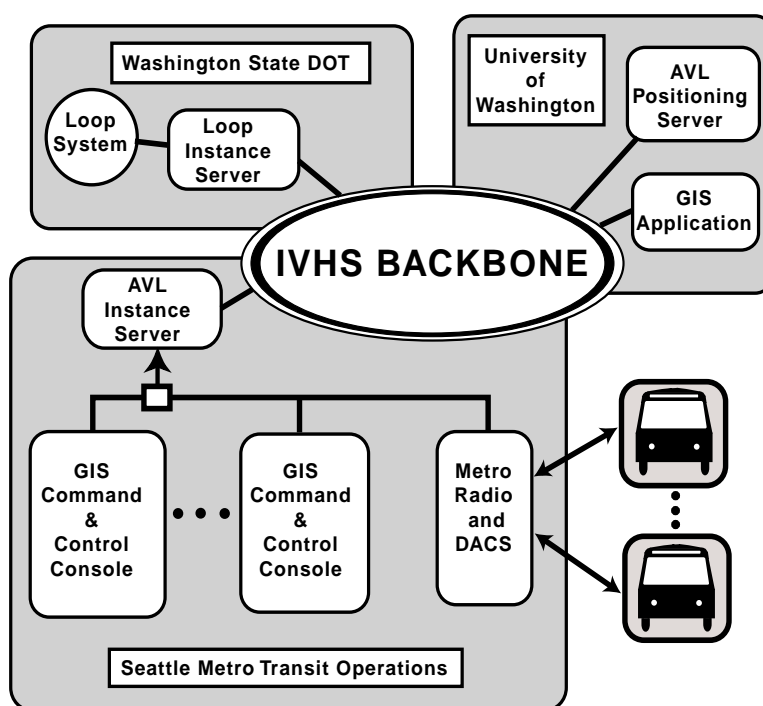 Washington State DOT
Loop
System
Loop
Instance
Server
University
of
Washington
AVL
Positioning
Server
GIS
Application
IVHS BACKBONE
AVL
Instance
Server
GIS
Command
&
Control
Console
GIS
Command
&
Control
Console
Metro
Radio
and
DACS
Seattle Metro Transit Operations